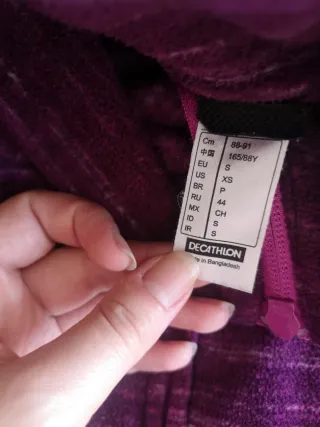 Cm 86-91
中国 165/88Y
EU S
US XS
BR P
RU 44
MX CH
ID S
IR S
DECATHLON
Made in Bangladesh